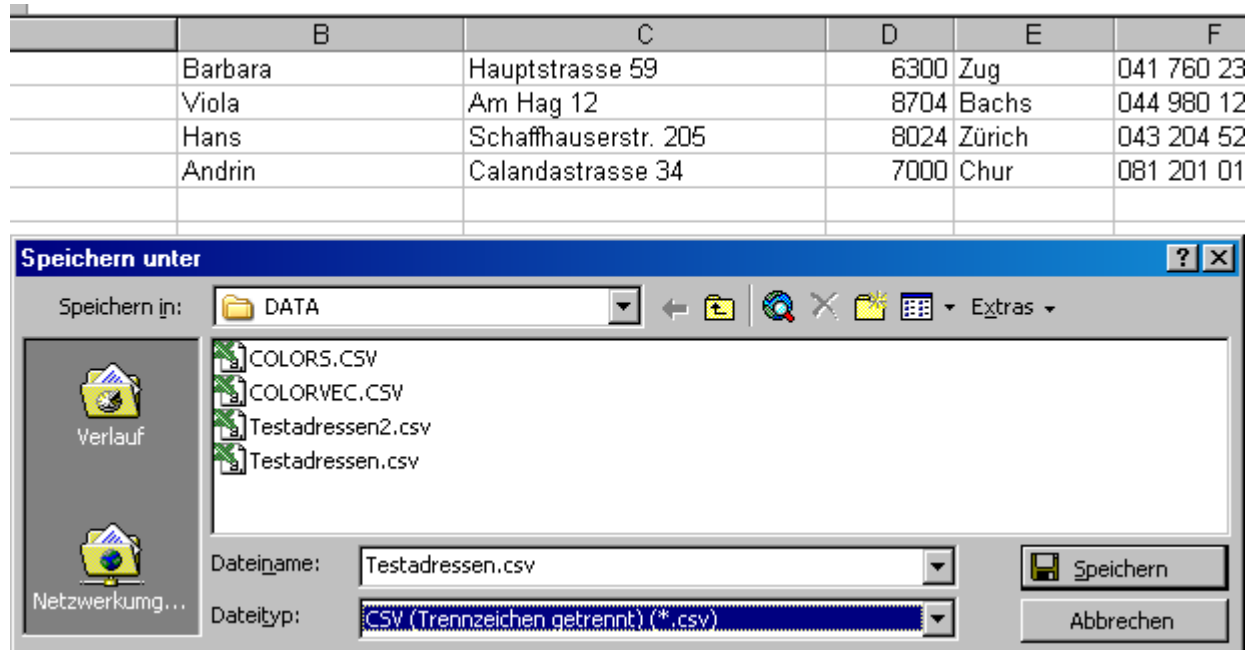 B C D E F
Barbara Hauptstrasse 59 6300 Zug 041 760 23
Viola Am Hag 12 8704 Bachs 044 980 12
Hans Schaffhauserstr. 205 8024 Zürich 043 204 52
Andrin Calandastrasse 34 7000 Chur 081 201 01
Speichern unter
Speichern in: DATA Extras
COLORS.CSV
COLORVEC.CSV
Testadressen2.csv
Testadressen.csv
Verlauf
Netzwerkumg...
Dateiname: Testadressen.csv Speichern
Dateityp: CSV (Trennzeichen getrennt) (*.csv) Abbrechen